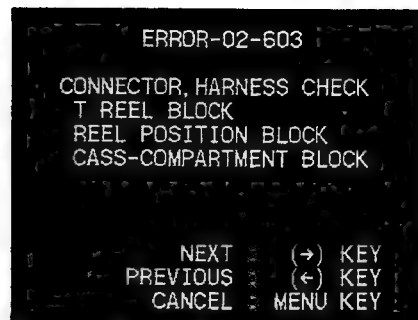 ERROR-02-603
CONNECTOR, HARNESS CHECK
T REEL BLOCK
REEL POSITION BLOCK
CASS-COMPARTMENT BLOCK
NEXT : (→) KEY
PREVIOUS : (←) KEY
CANCEL : MENU KEY